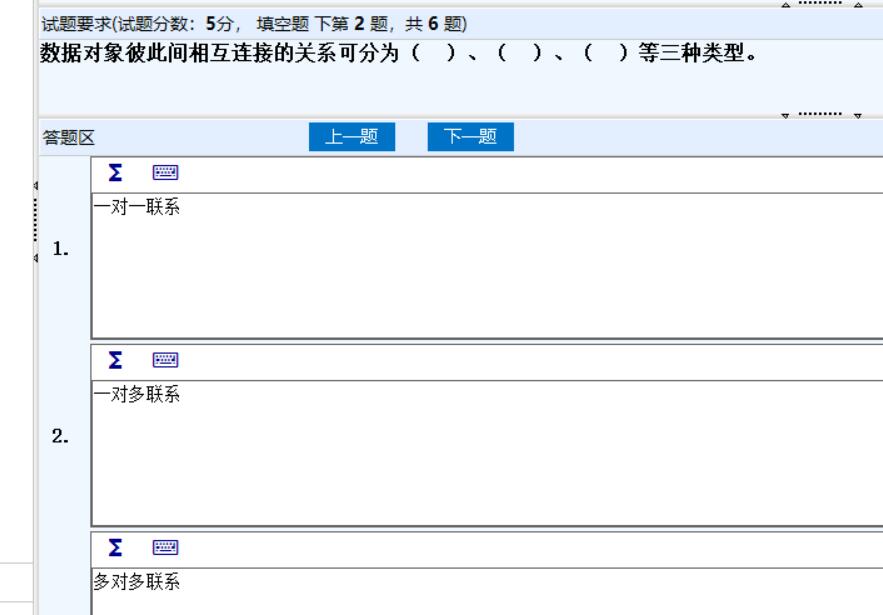 试题要求(试题分数：5分， 填空题 下第 2 题，共 6 题)
数据对象彼此间相互连接的关系可分为（　）、（　）、（　）等三种类型。
答题区 上一题 下一题
Σ
一对一联系
1.
Σ
一对多联系
2.
Σ
多对多联系